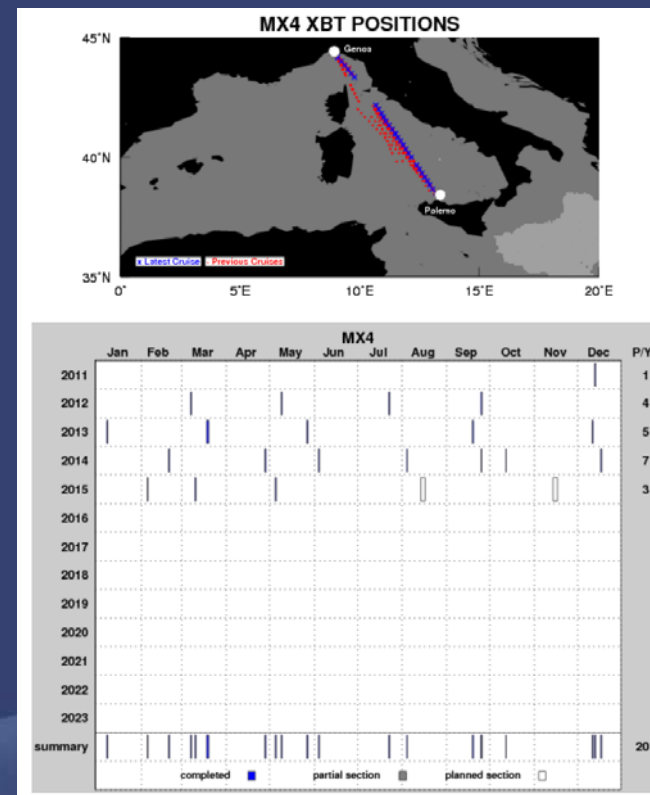 MX4 XBT POSITIONS
45°N
Genoa
40°N
Palermo
x Latest Cruise . Previous Cruises
35°N
0° 5°E 10°E 15°E 20°E
MX4
Jan Feb Mar Apr May Jun Jul Aug Sep Oct Nov Dec P/Y
2011 1
2012 4
2013 5
2014 7
2015 3
2016
2017
2018
2019
2020
2021
2022
2023
summary 20
completed partial section planned section